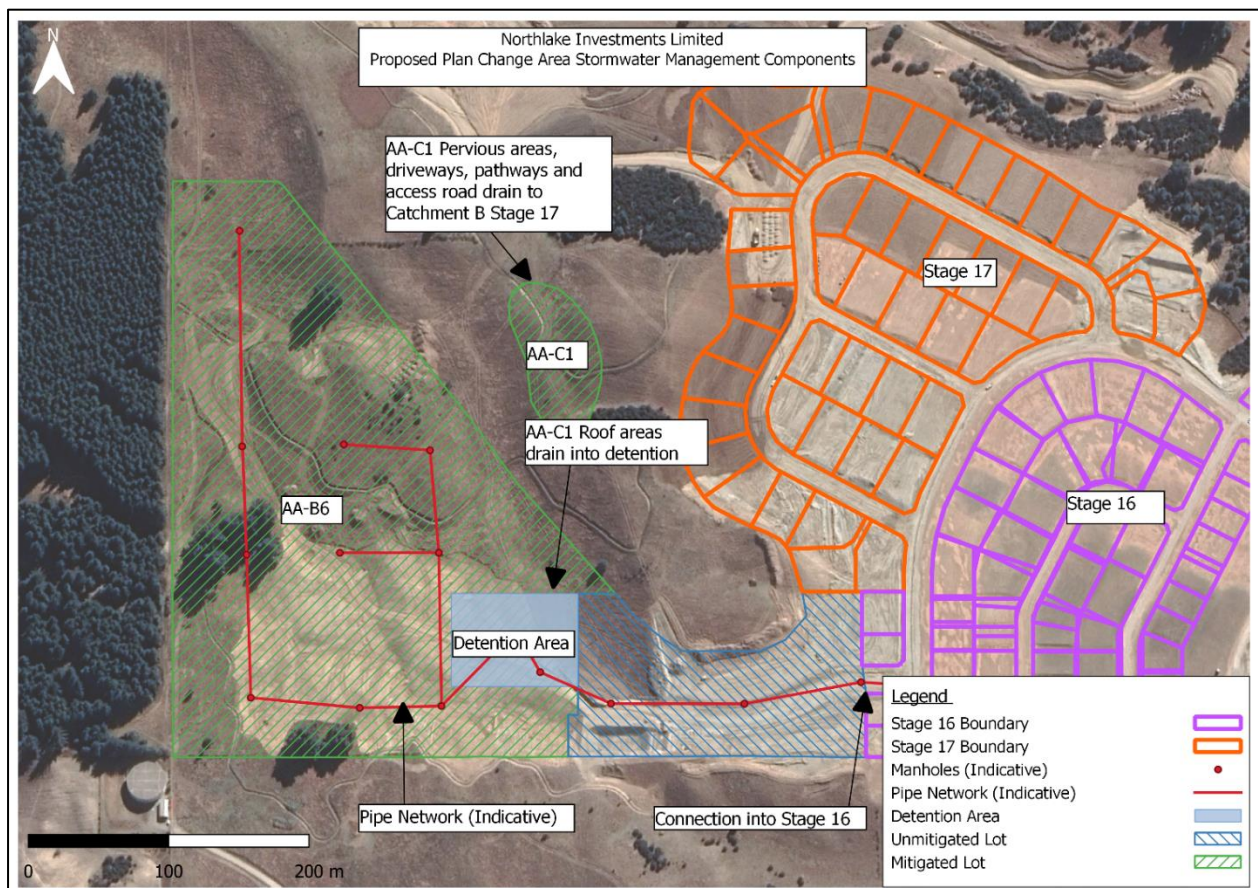 N
Northlake Investments Limited
Proposed Plan Change Area Stormwater Management Components
AA-C1 Pervious areas,
driveways, pathways and
access road drain to
Catchment B Stage 17
Stage 17
AA-C1
AA-C1 Roof areas
drain into detention
Stage 16
AA-B6
Detention Area
Pipe Network (Indicative)
Connection into Stage 16
0 100 200 m
Legend
Stage 16 Boundary
Stage 17 Boundary
Manholes (Indicative)
Pipe Network (Indicative)
Detention Area
Unmitigated Lot
Mitigated Lot